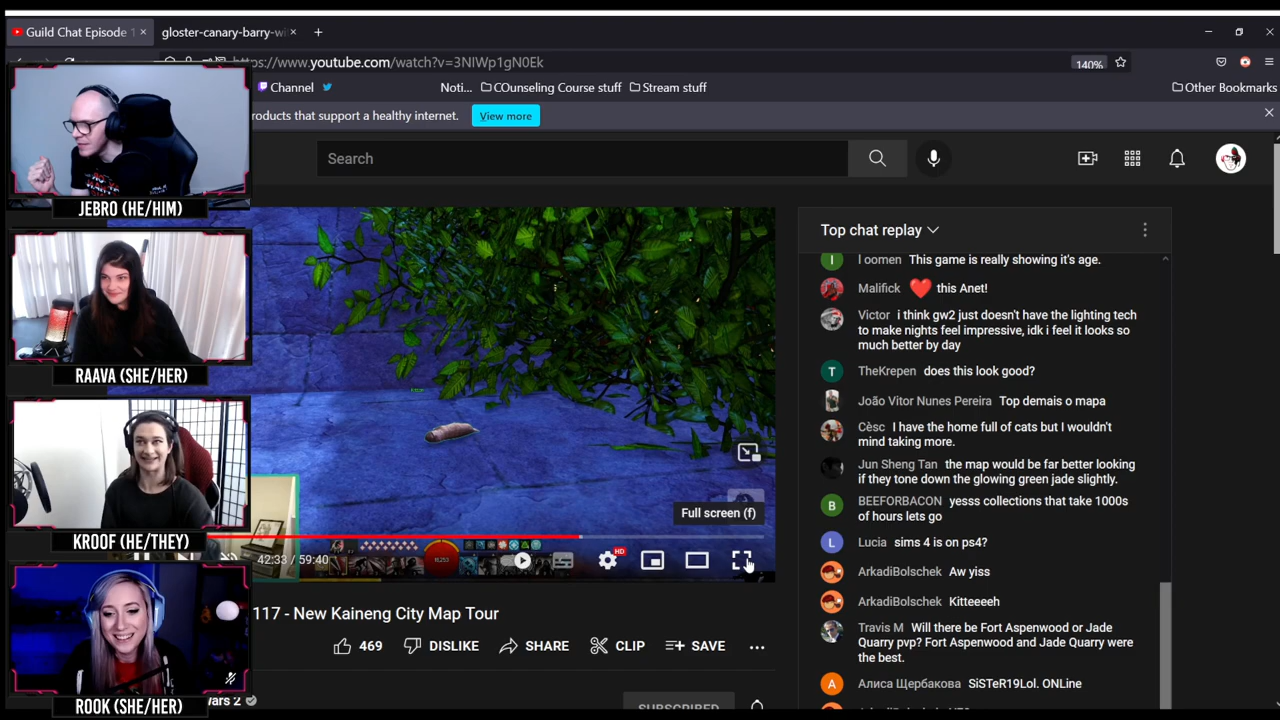 Guild Chat Episode 1
gloster-canary-barry-wi
https://www.youtube.com/watch?v=3NIWp1gN0Ek
140%
Channel
Noti...
COunseling Course stuff
Stream stuff
Other Bookmarks
roducts that support a healthy internet.
View more
Search
JEBRO (HE/HIM)
RAAVA (SHE/HER)
KROOF (HE/THEY)
ROOK (SHE/HER)
Full screen (f)
42:33 / 59:40
HD
117 - New Kaineng City Map Tour
469
DISLIKE
SHARE
CLIP
SAVE
Wars 2
SUBSCRIBED
Top chat replay
I oomen This game is really showing it's age.
Malifick ❤ this Anet!
Victor i think gw2 just doesn't have the lighting tech
to make nights feel impressive, idk i feel it looks so
much better by day
T
TheKrepen does this look good?
João Vitor Nunes Pereira Top demais o mapa
Cèsc I have the home full of cats but I wouldn't
mind taking more.
Jun Sheng Tan the map would be far better looking
if they tone down the glowing green jade slightly.
B
BEEFORBACON yesss collections that take 1000s
of hours lets go
L
Lucia sims 4 is on ps4?
ArkadiBolschek Aw yiss
ArkadiBolschek Kitteeeh
Travis M Will there be Fort Aspenwood or Jade
Quarry pvp? Fort Aspenwood and Jade Quarry were
the best.
А
Алиса Щербакова SiSTeR19Lol. ONLine